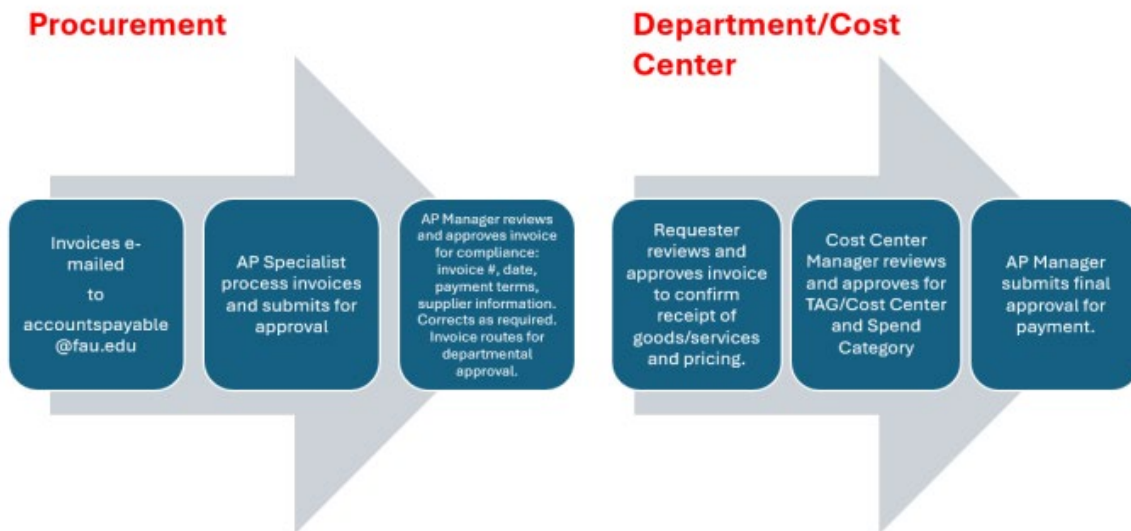 Procurement
Invoices e-
mailed
to
accountspayable
@fau.edu
AP Specialist
process invoices
and submits for
approval
AP Manager reviews
and approves invoice
for compliance:
invoice #, date,
payment terms,
supplier information.
Corrects as required.
Invoice routes for
departmental
approval.
Department/Cost
Center
Requester
reviews and
approves invoice
to confirm
receipt of
goods/services
and pricing.
Cost Center
Manager reviews
and approves for
TAG/Cost Center
and Spend
Category
AP Manager
submits final
approval for
payment.